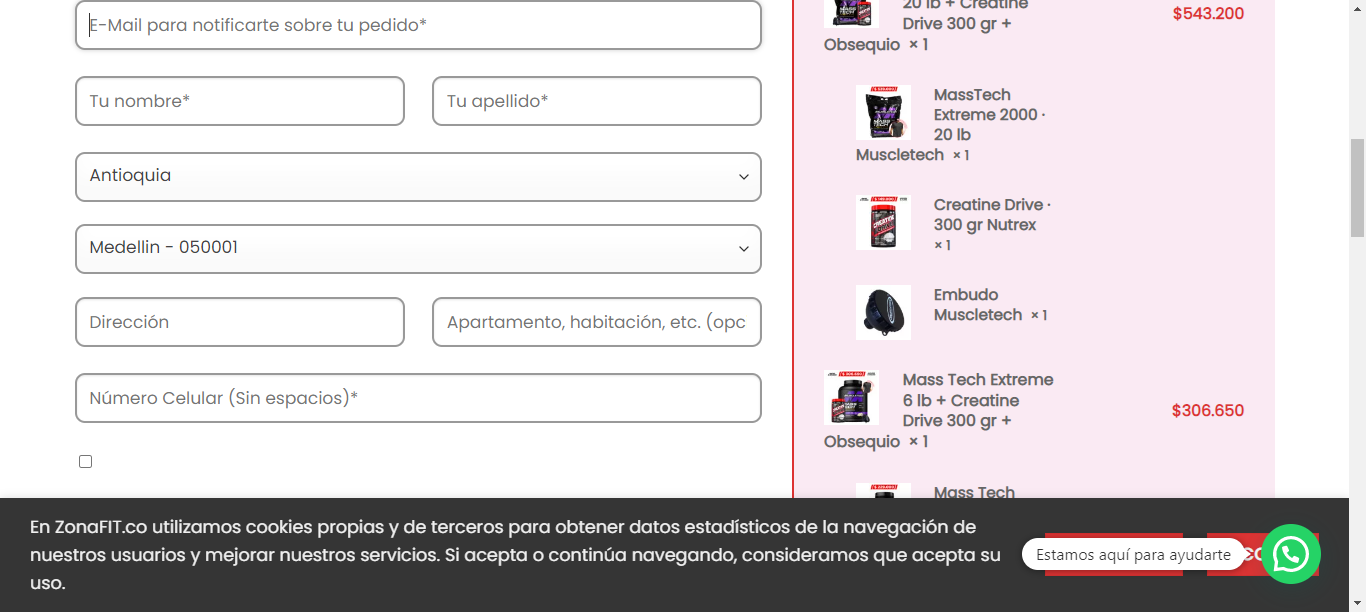 E-Mail para notificarte sobre tu pedido*
Tu nombre*
Tu apellido*
Antioquia
Medellin - 050001
Dirección
Apartamento, habitación, etc. (opc
Número Celular (Sin espacios)*
20 lb + Creatine
Drive 300 gr +
Obsequio × 1
$543.200
MassTech
Extreme 2000 ·
20 lb
Muscletech × 1
Creatine Drive ·
300 gr Nutrex
× 1
Embudo
Muscletech × 1
Mass Tech Extreme
6 lb + Creatine
Drive 300 gr +
Obsequio × 1
$306.650
Mass Tech
En ZonaFIT.co utilizamos cookies propias y de terceros para obtener datos estadísticos de la navegación de
nuestros usuarios y mejorar nuestros servicios. Si acepta o continúa navegando, consideramos que acepta su
uso.
Estamos aquí para ayudarte